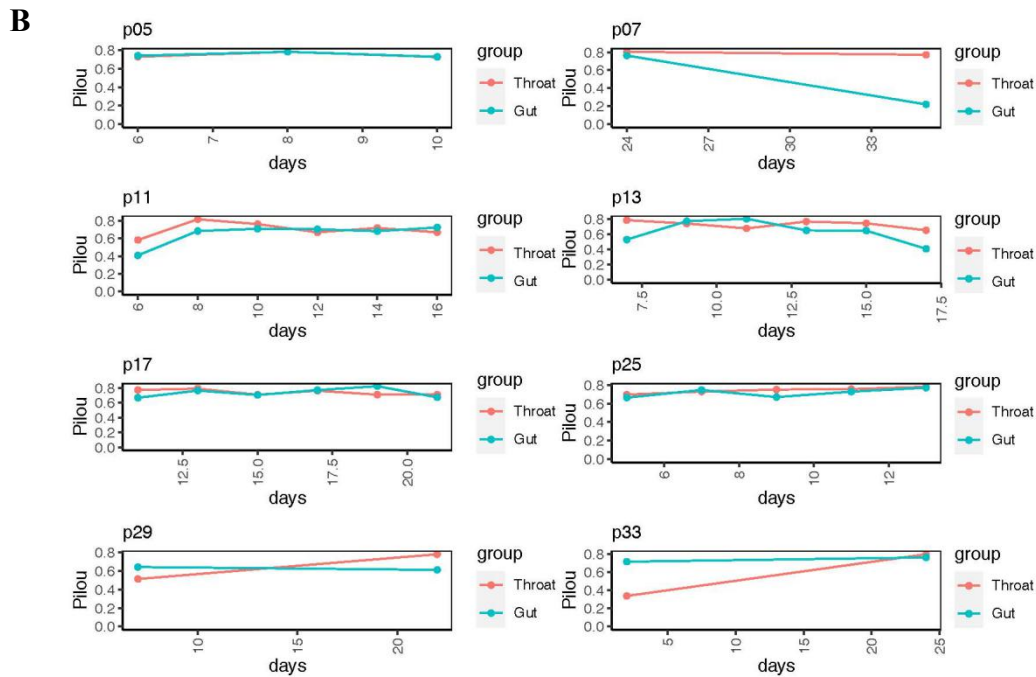 B
p05
0.8
0.6
0.4
0.2
0.0
Pilou
6
7
8
9
10
days
group
Throat
Gut
p07
0.8
0.6
0.4
0.2
0.0
Pilou
24
27
30
33
days
group
Throat
Gut
p11
0.8
0.6
0.4
0.2
0.0
Pilou
6
8
10
12
14
16
days
group
Throat
Gut
p13
0.8
0.6
0.4
0.2
0.0
Pilou
7.5
10.0
12.5
15.0
17.5
days
group
Throat
Gut
p17
0.8
0.6
0.4
0.2
0.0
Pilou
12.5
15.0
17.5
20.0
days
group
Throat
Gut
p25
0.8
0.6
0.4
0.2
0.0
Pilou
6
8
10
12
days
group
Throat
Gut
p29
0.8
0.6
0.4
0.2
0.0
Pilou
10
15
20
days
group
Throat
Gut
p33
0.8
0.6
0.4
0.2
0.0
Pilou
5
10
15
20
25
days
group
Throat
Gut